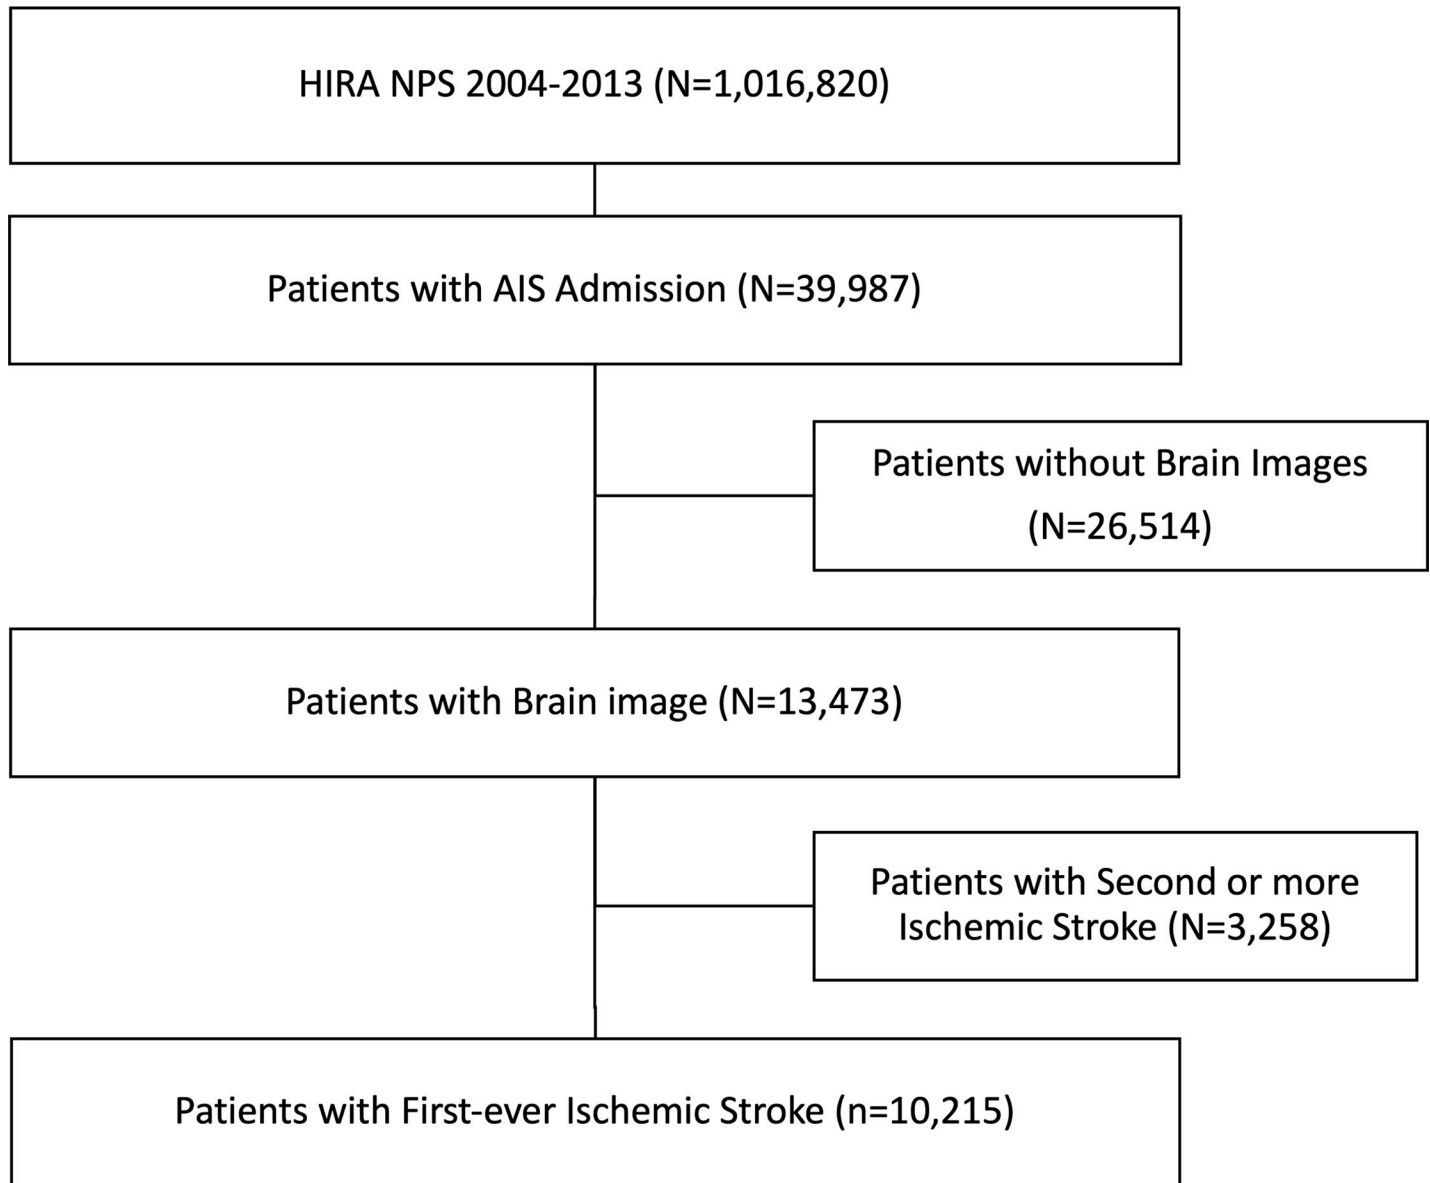 HIRA NPS 2004-2013 (N=1,016,820)
Patients with AIS Admission (N=39,987)
Patients without Brain Images
(N=26,514)
Patients with Brain image (N=13,473)
Patients with Second or more
Ischemic Stroke (N=3,258)
Patients with First-ever Ischemic Stroke (n=10,215)